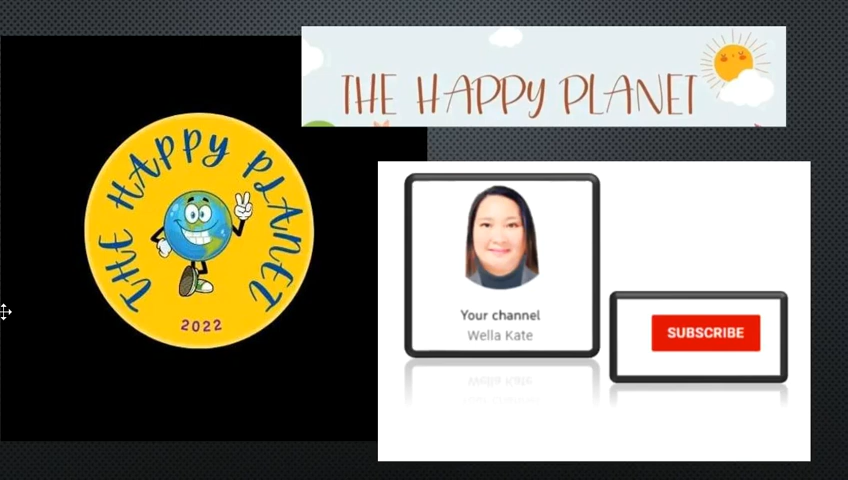 THE HAPPY PLANET
THE HAPPY PLANET
2022
Your channel
Wella Kate
SUBSCRIBE